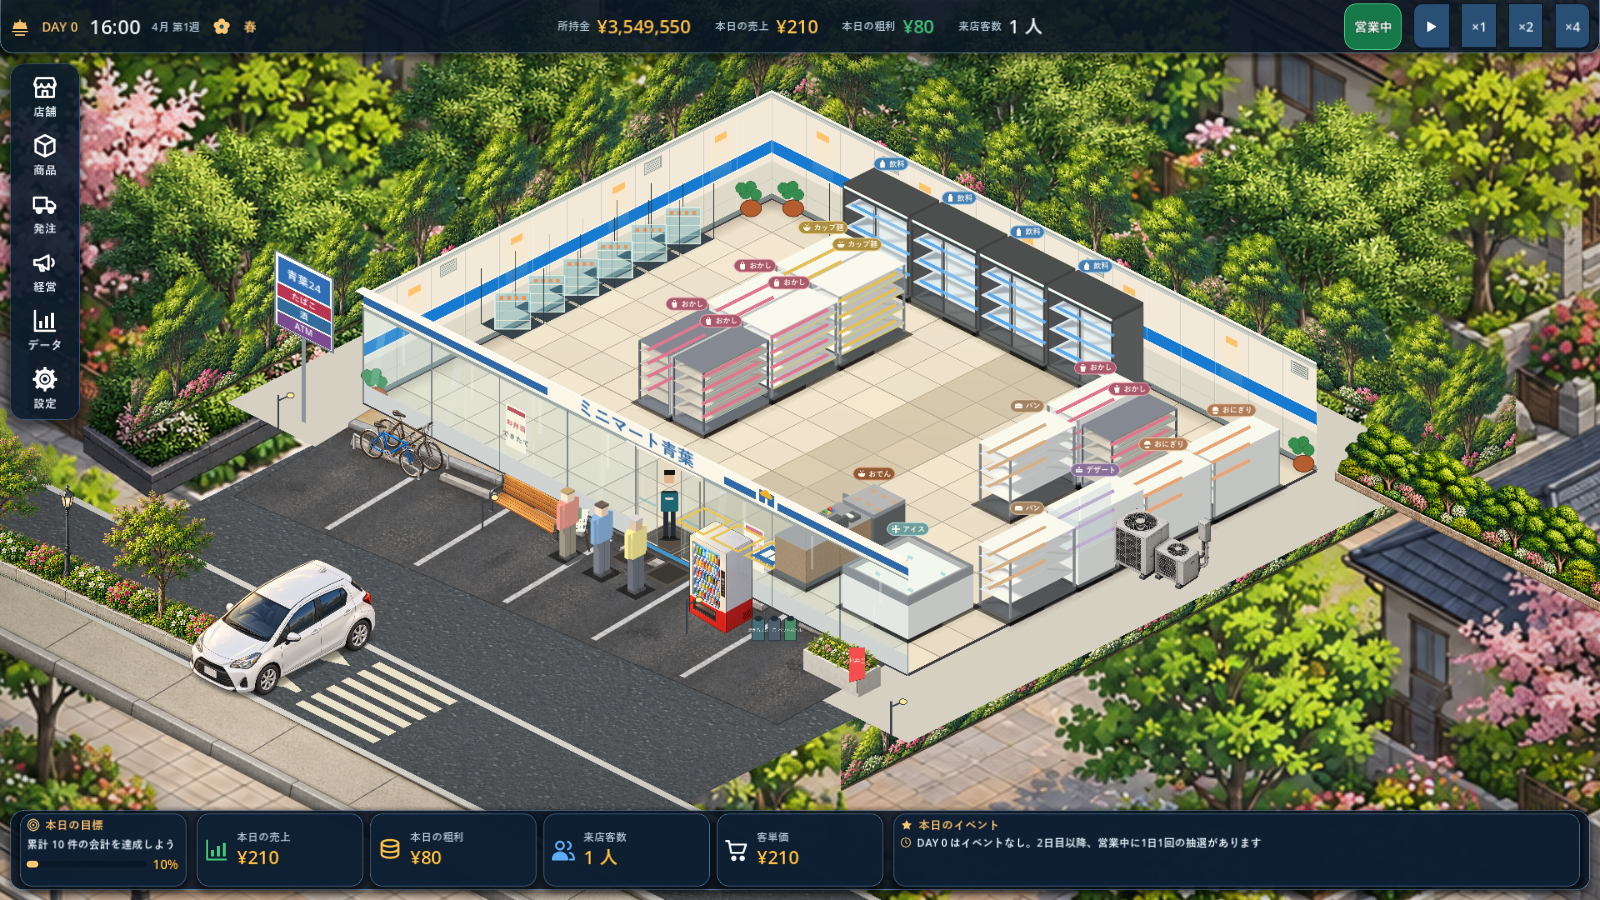 DAY 0 16:00 4月 第1週 春
所持金 ¥3,549,550 本日の売上 ¥210 本日の粗利 ¥80 来店客数 1 人
営業中 ×1 ×2 ×4
店舗
商品
発注
経営
データ
設定
青葉24
たばこ
酒
ATM
飲料
飲料
飲料
飲料
カップ麺
カップ麺
おかし
おかし
おかし
おかし
おかし
おかし
パン
おにぎり
おにぎり
デザート
おでん
パン
アイス
お弁当
できたて
ミニマート青葉
本日の目標
累計 10 件の会計を達成しよう
10%
本日の売上
¥210
本日の粗利
¥80
来店客数
1 人
客単価
¥210
本日のイベント
DAY 0 はイベントなし。2日目以降、営業中に1日1回の抽選があります